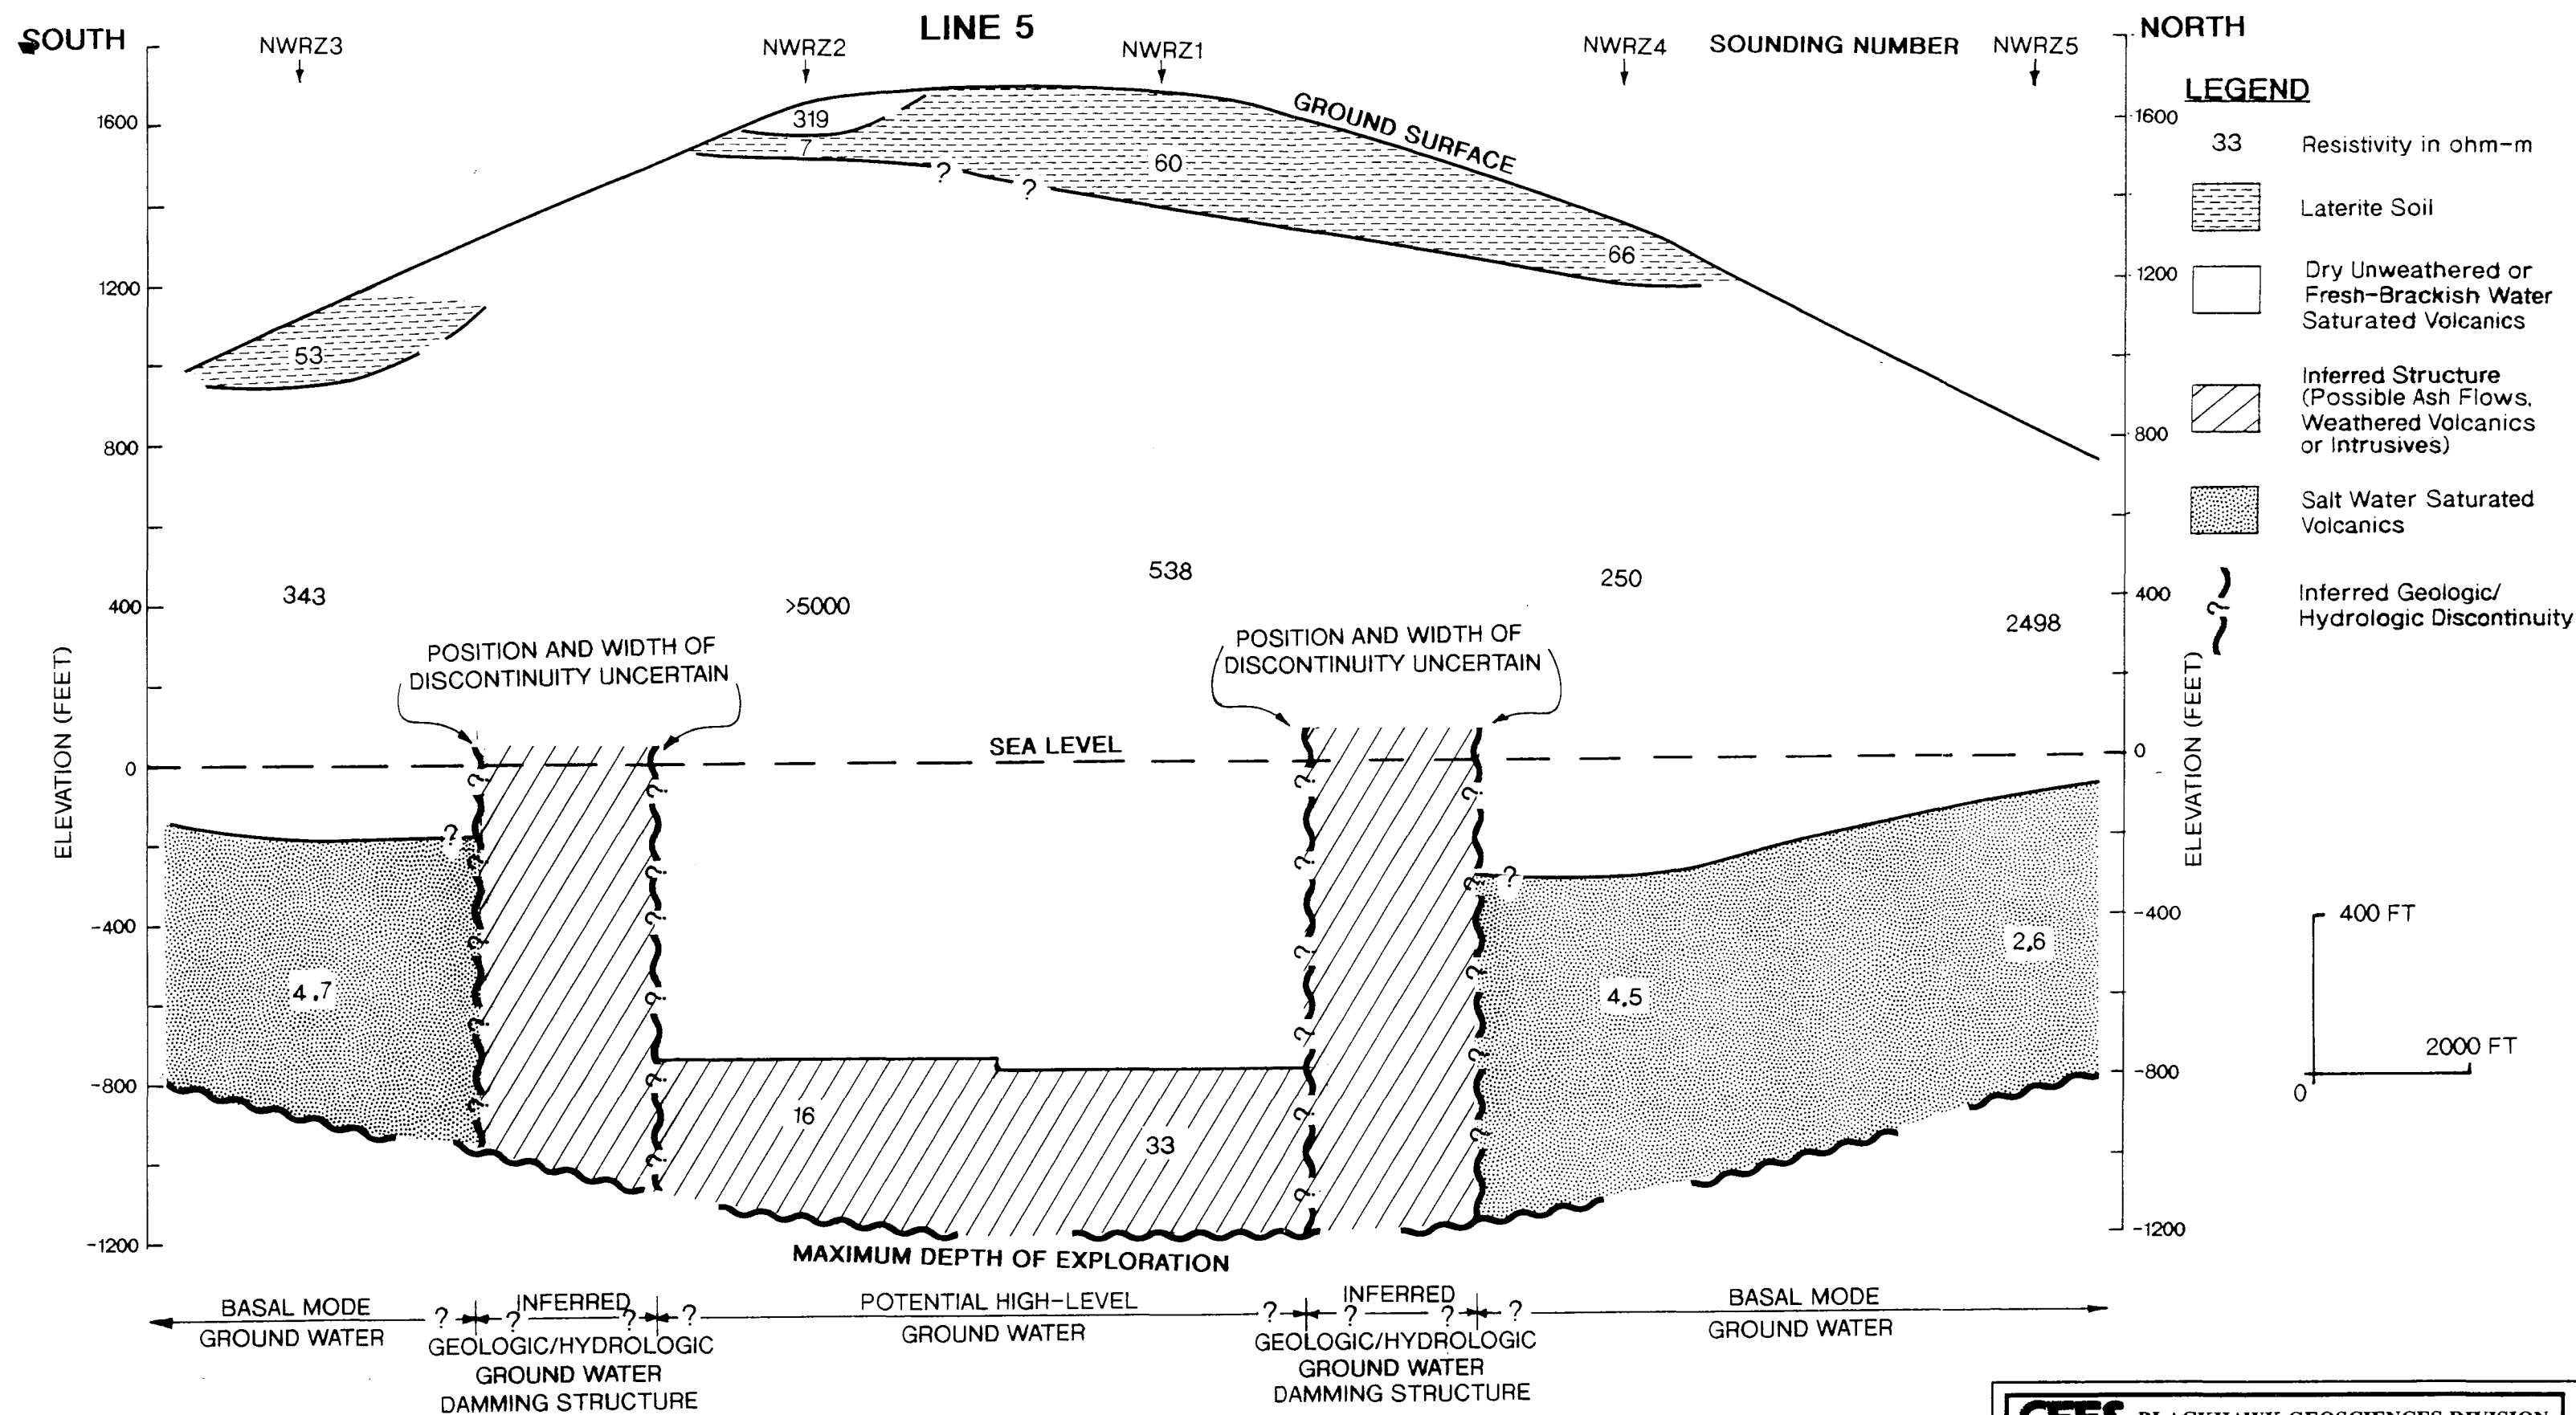 LINE 5
SOUTH
NORTH
NWRZ3
NWRZ2
NWRZ1
NWRZ4
SOUNDING NUMBER
NWRZ5
GROUND SURFACE
319
7
60
66
53
343
>5000
538
250
2498
POSITION AND WIDTH OF
DISCONTINUITY UNCERTAIN
POSITION AND WIDTH OF
DISCONTINUITY UNCERTAIN
SEA LEVEL
4.7
16
33
4.5
2.6
MAXIMUM DEPTH OF EXPLORATION
ELEVATION (FEET)
1600
1200
800
400
0
-400
-800
-1200
ELEVATION (FEET)
1600
1200
800
400
0
-400
-800
-1200
BASAL MODE
GROUND WATER
INFERRED
GEOLOGIC/HYDROLOGIC
GROUND WATER
DAMMING STRUCTURE
POTENTIAL HIGH-LEVEL
GROUND WATER
INFERRED
GEOLOGIC/HYDROLOGIC
GROUND WATER
DAMMING STRUCTURE
BASAL MODE
GROUND WATER
LEGEND
33 Resistivity in ohm-m
Laterite Soil
Dry Unweathered or
Fresh-Brackish Water
Saturated Volcanics
Inferred Structure
(Possible Ash Flows,
Weathered Volcanics
or Intrusives)
Salt Water Saturated
Volcanics
?
Inferred Geologic/
Hydrologic Discontinuity
400 FT
2000 FT
0